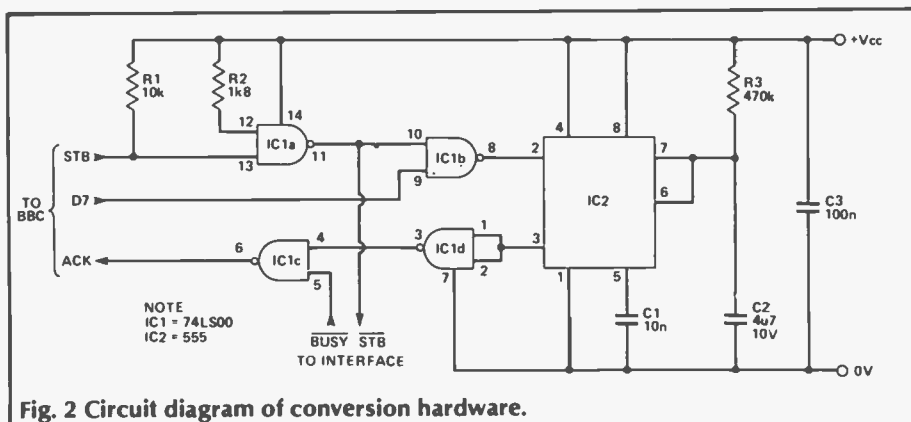 +Vcc
R1
10k
R2
1k8
R3
470k
14
12
IC1a
11
13
STB
TO
BBC
D7
ACK
10
IC1b
8
9
4
8
2
7
IC2
6
3
1
5
6
IC1c
4
5
3
IC1d
1
2
7
C3
100n
C1
10n
C2
4u7
10V
NOTE
IC1 = 74LS00
IC2 = 555
BUSY STB
TO INTERFACE
0V
Fig. 2 Circuit diagram of conversion hardware.